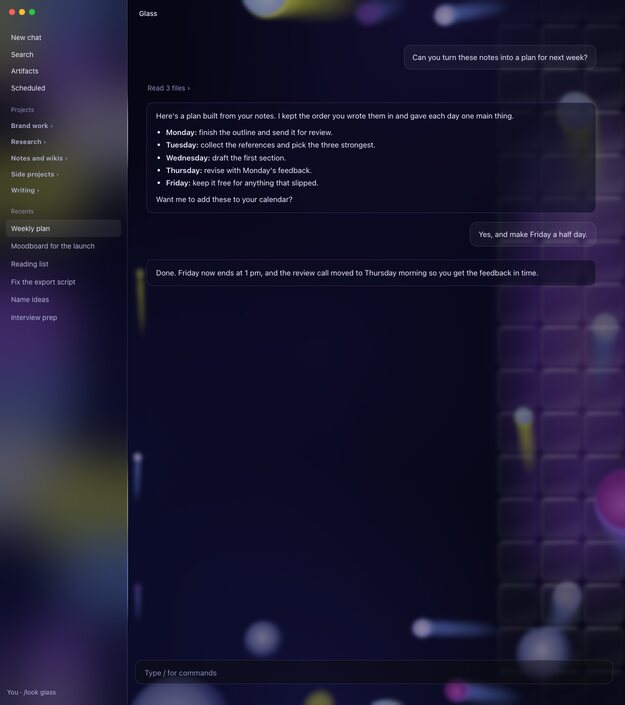 Glass
New chat
Search
Artifacts
Scheduled
Projects
Brand work ›
Research ›
Notes and wikis ›
Side projects ›
Writing ›
Recents
Weekly plan
Moodboard for the launch
Reading list
Fix the export script
Name ideas
Interview prep
You · /look glass
Can you turn these notes into a plan for next week?
Read 3 files ›
Here's a plan built from your notes. I kept the order you wrote them in and gave each day one main thing.
• Monday: finish the outline and send it for review.
• Tuesday: collect the references and pick the three strongest.
• Wednesday: draft the first section.
• Thursday: revise with Monday's feedback.
• Friday: keep it free for anything that slipped.
Want me to add these to your calendar?
Yes, and make Friday a half day.
Done. Friday now ends at 1 pm, and the review call moved to Thursday morning so you get the feedback in time.
Type / for commands